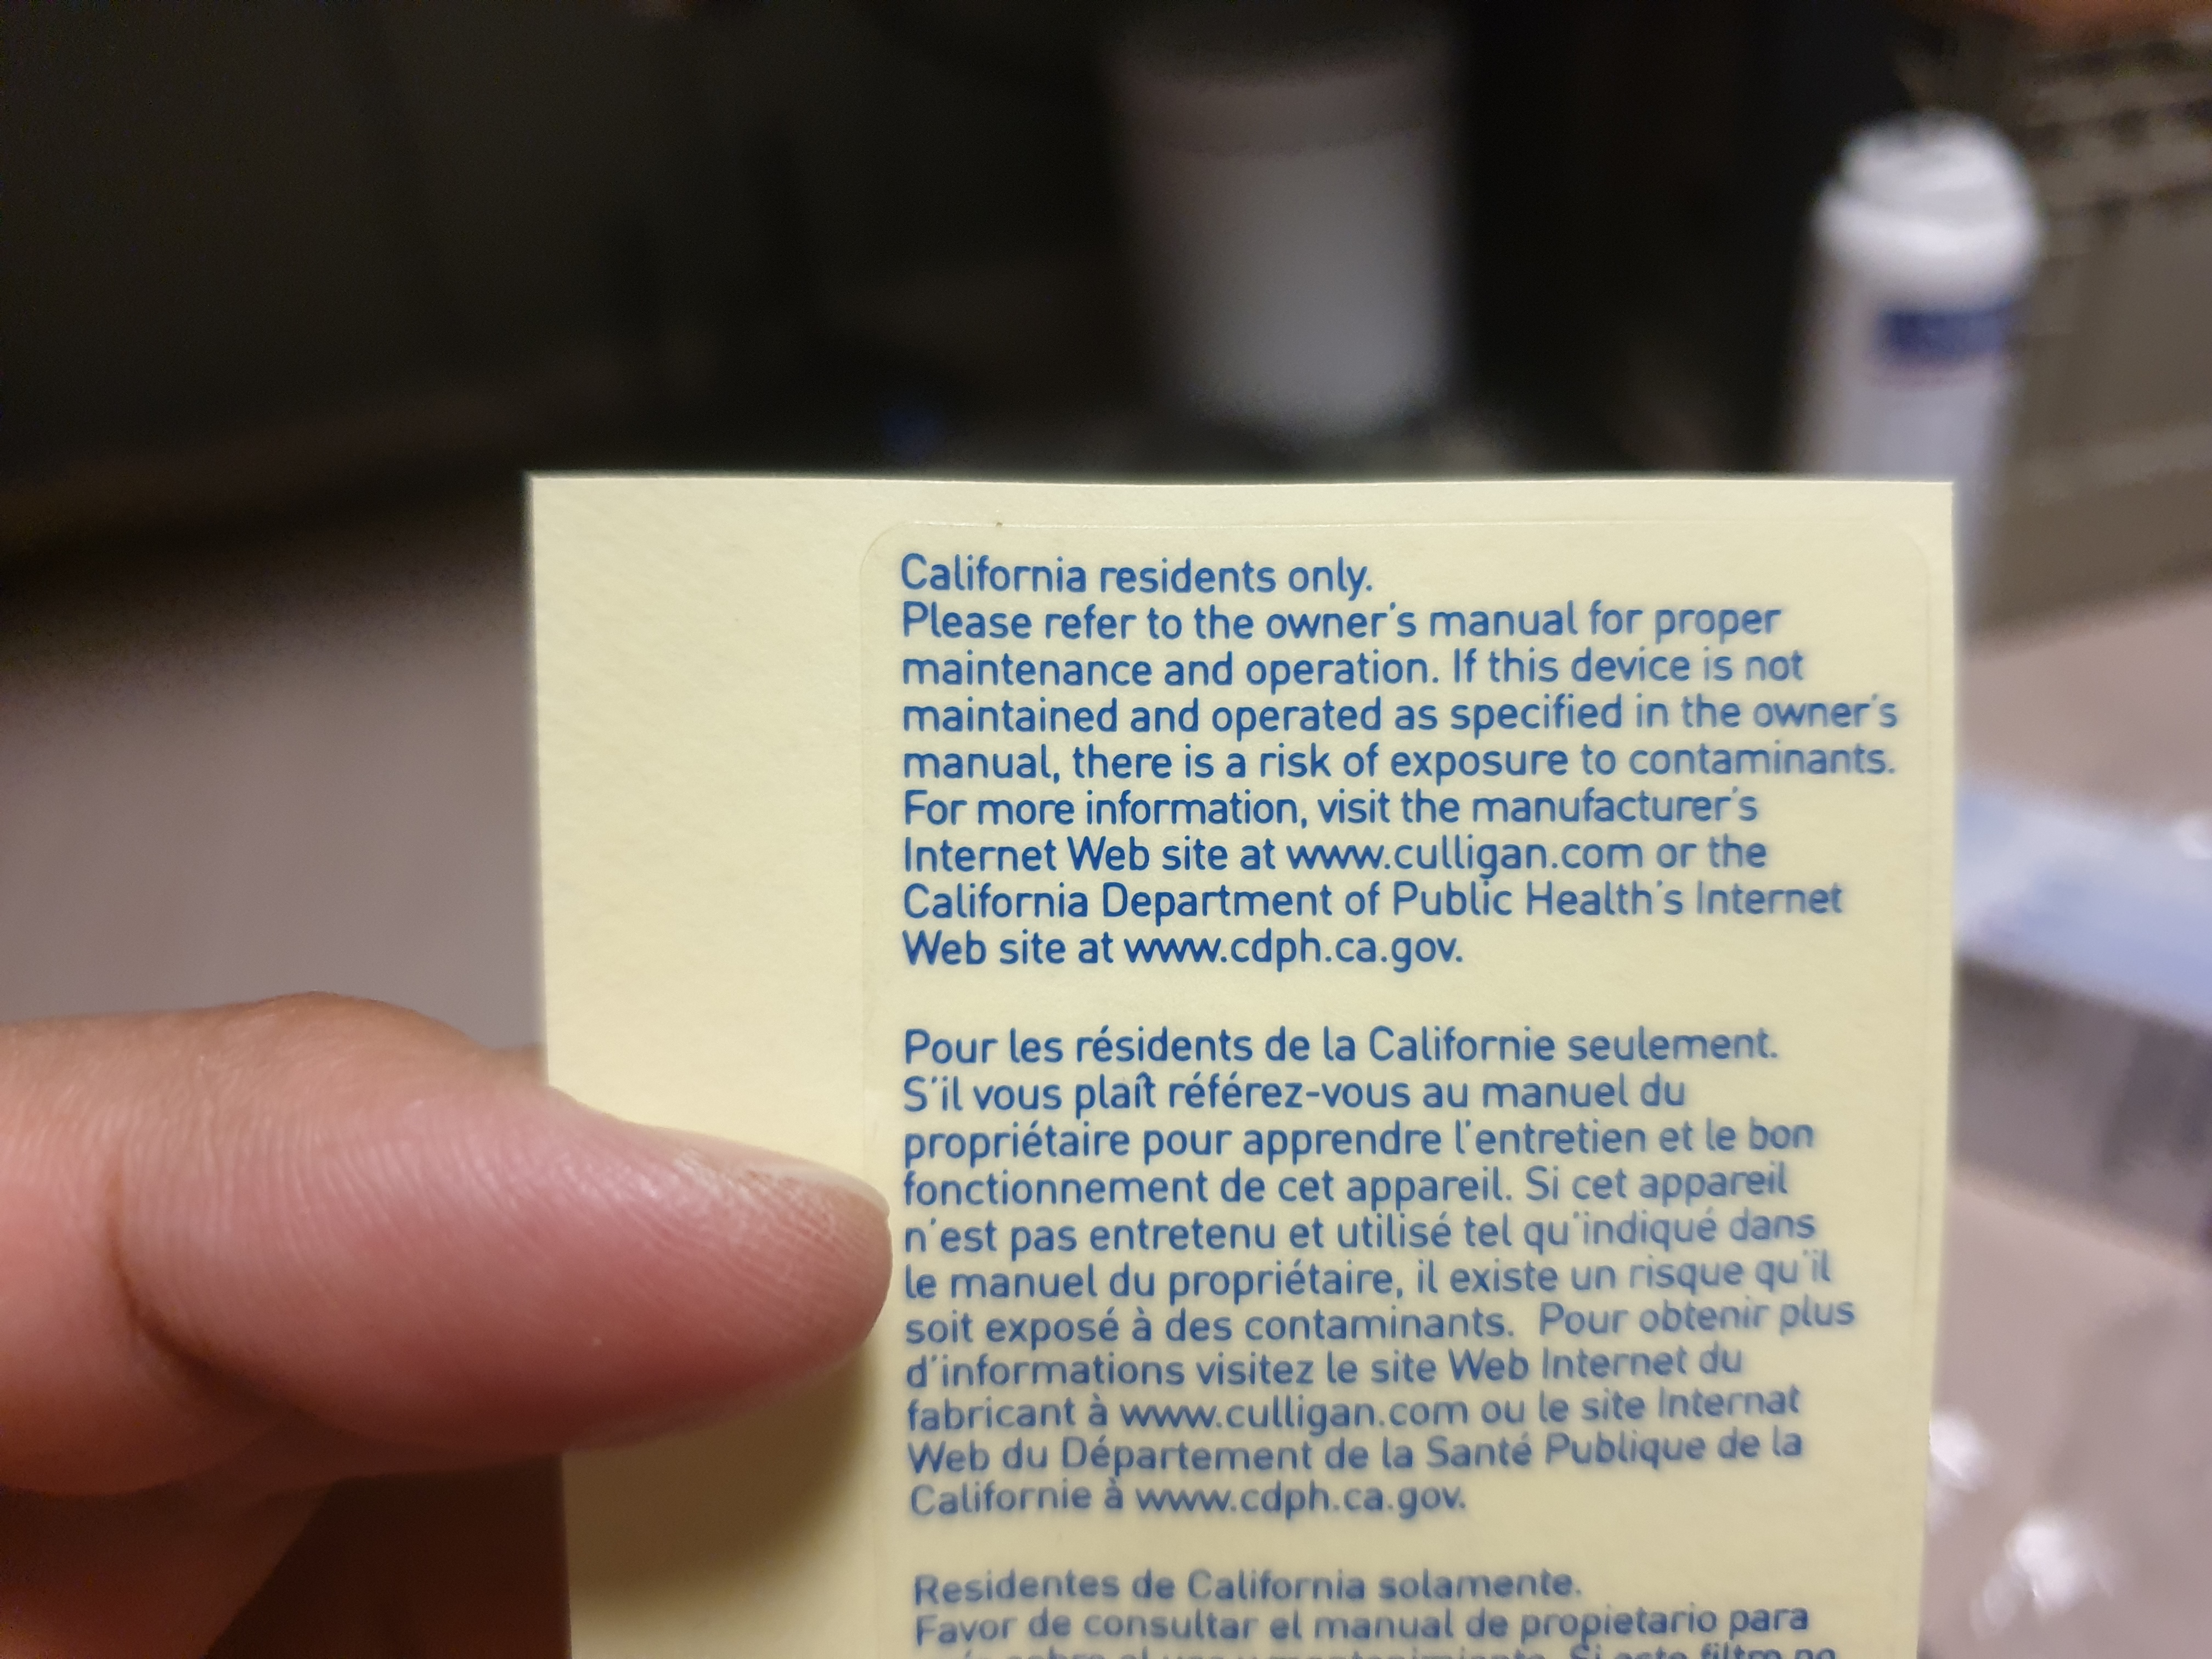 California residents only.
Please refer to the owner's manual for proper
maintenance and operation. If this device is not
maintained and operated as specified in the owner's
manual, there is a risk of exposure to contaminants.
For more information, visit the manufacturer's
Internet Web site at www.culligan.com or the
California Department of Public Health's Internet
Web site at www.cdph.ca.gov.
Pour les résidents de la Californie seulement.
S'il vous plaît référez-vous au manuel du
propriétaire pour apprendre l'entretien et le bon
fonctionnement de cet appareil. Si cet appareil
n'est pas entretenu et utilisé tel qu'indiqué dans
le manuel du propriétaire, il existe un risque qu'il
soit exposé à des contaminants. Pour obtenir plus
d'informations visitez le site Web Internet du
fabricant à www.culligan.com ou le site Internat
Web du Département de la Santé Publique de la
Californie à www.cdph.ca.gov.
Residentes de California solamente.
Favor de consultar el manual de propietario para
sobre el uso y mantenimiento. Si este filtro no